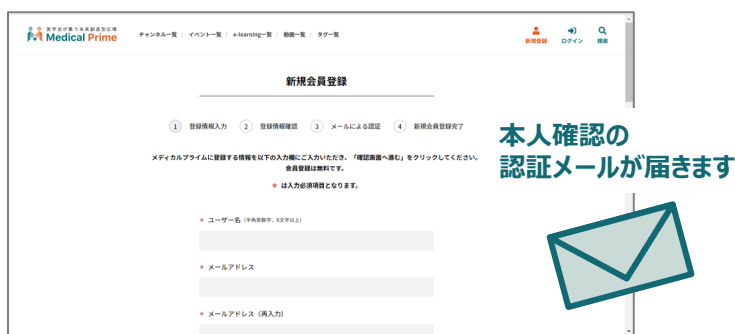 医学会が集う未来創造型広場
Medical Prime
チャンネル一覧 / イベント一覧 / e-learning一覧 / 動画一覧 / タグ一覧
新規登録 ログイン 検索
新規会員登録
1 登録情報入力 2 登録情報確認 3 メールによる認証 4 新規会員登録完了
メディカルプライムに登録する情報を以下の入力欄にご入力いただき、「確認画面へ進む」をクリックしてください。
会員登録は無料です。
* は入力必須項目となります。
本人確認の
認証メールが届きます
* ユーザー名 (半角英数字、8文字以上)
* メールアドレス
* メールアドレス（再入力）